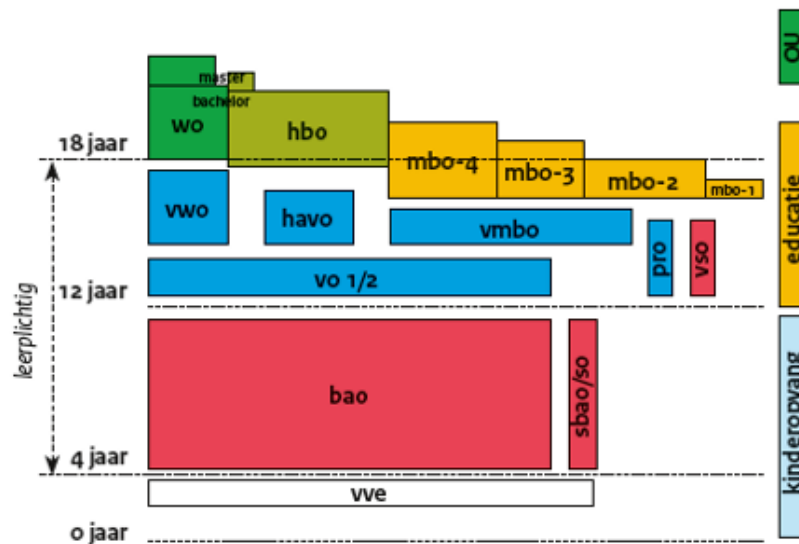 OU
master
bachelor
wo
hbo
18 jaar
mbo-4
mbo-3
mbo-2
mbo-1
vwo
havo
vmbo
pro
vso
educatie
vo 1/2
12 jaar
leerplichtig
bao
sbao/so
kinderopvang
4 jaar
vve
0 jaar